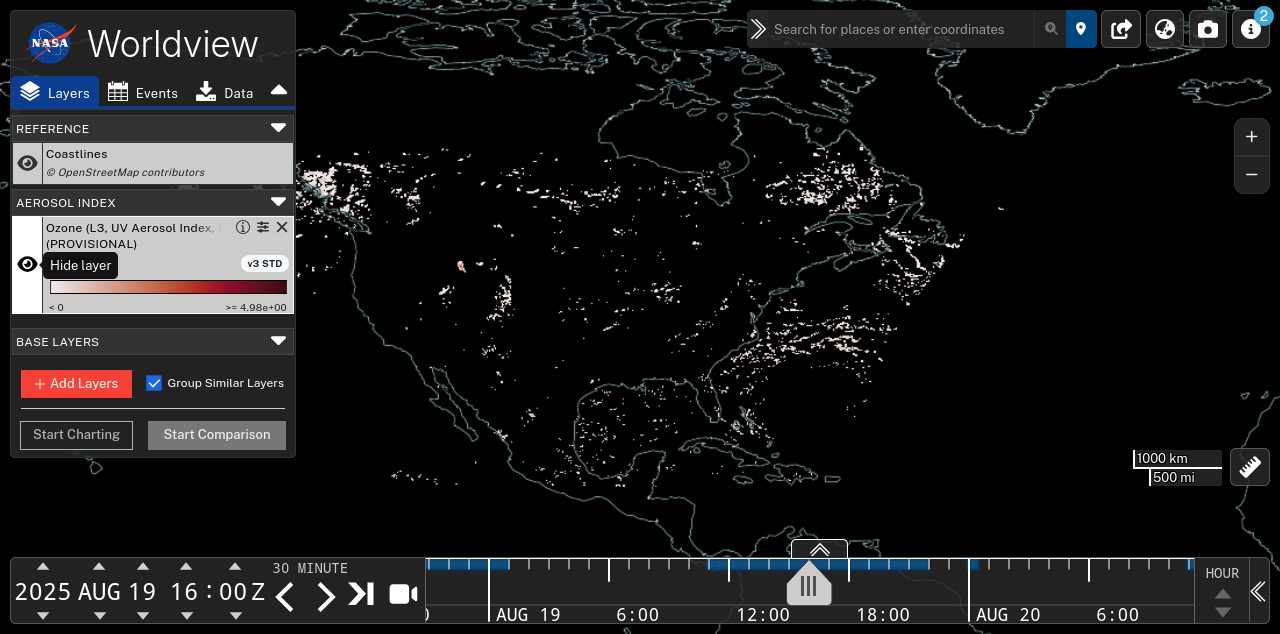 NASA
Worldview
Layers
Events
Data
REFERENCE
Coastlines
© OpenStreetMap contributors
AEROSOL INDEX
Ozone (L3, UV Aerosol Index,
(PROVISIONAL)
Hide layer
v3 STD
< 0
>= 4.98e+00
BASE LAYERS
+ Add Layers
Group Similar Layers
Start Charting
Start Comparison
Search for places or enter coordinates
2
+
−
1000 km
500 mi
2025 AUG 19 16:00Z
30 MINUTE
AUG 19
6:00
12:00
18:00
AUG 20
6:00
HOUR